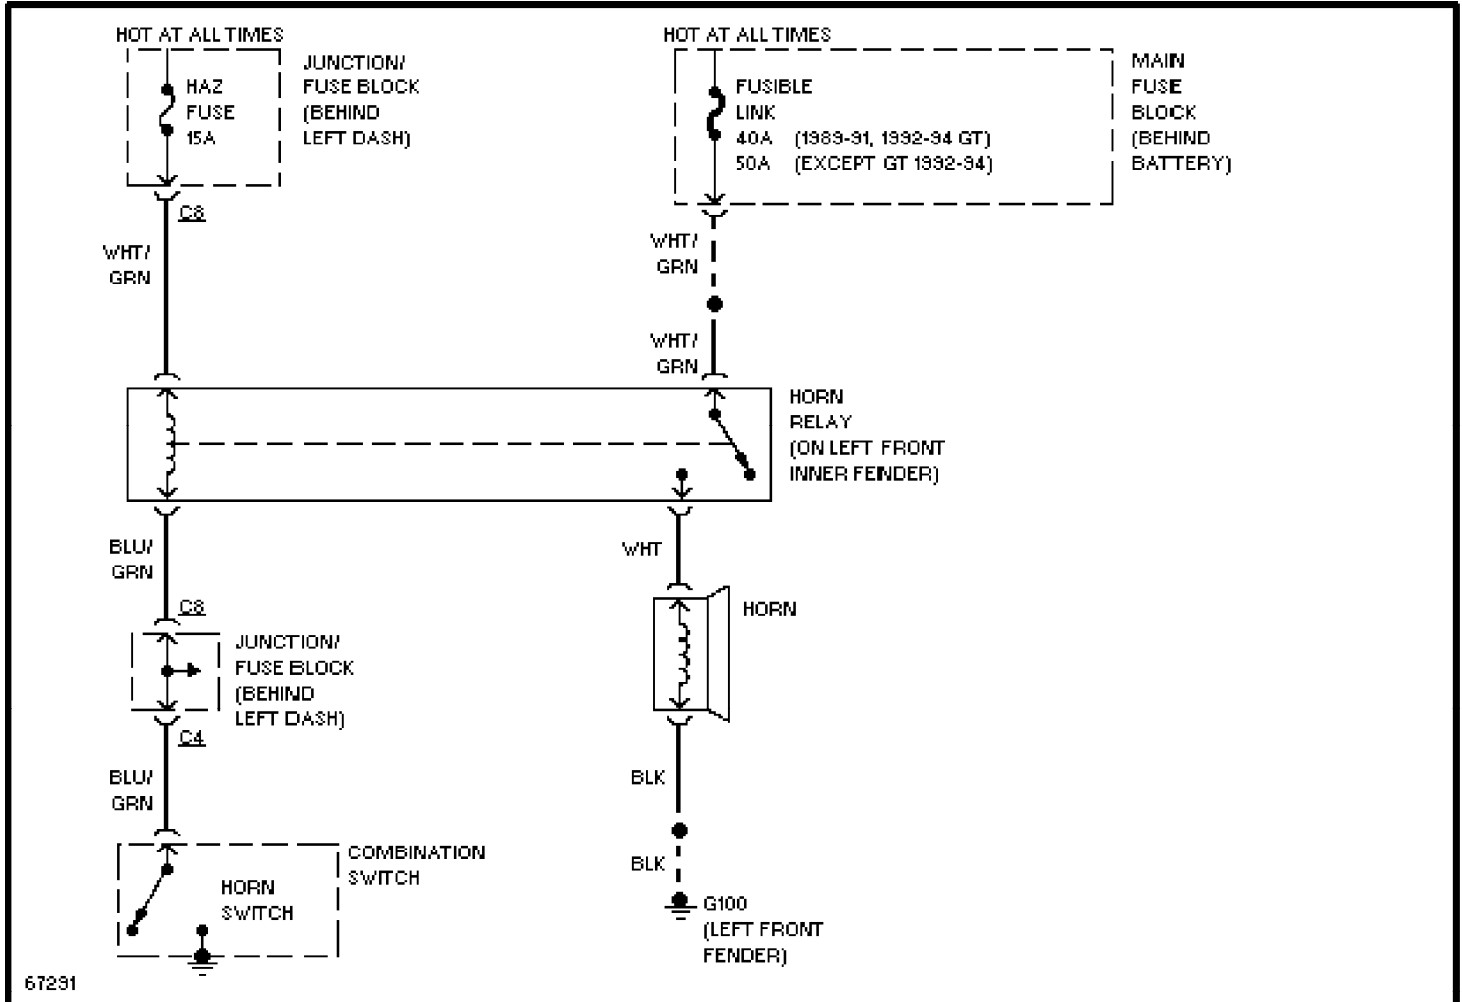 HOT AT ALL TIMES
HAZ
FUSE
15A
JUNCTION/
FUSE BLOCK
(BEHIND
LEFT DASH)
C8
WHT/
GRN
HOT AT ALL TIMES
FUSIBLE
LINK
40A (1989-91, 1992-94 GT)
50A (EXCEPT GT 1992-94)
MAIN
FUSE
BLOCK
(BEHIND
BATTERY)
WHT/
GRN
WHT/
GRN
HORN
RELAY
(ON LEFT FRONT
INNER FENDER)
BLU/
GRN
C8
JUNCTION/
FUSE BLOCK
(BEHIND
LEFT DASH)
C4
BLU/
GRN
COMBINATION
SWITCH
HORN
SWITCH
WHT
HORN
BLK
BLK
G100
(LEFT FRONT
FENDER)
67291